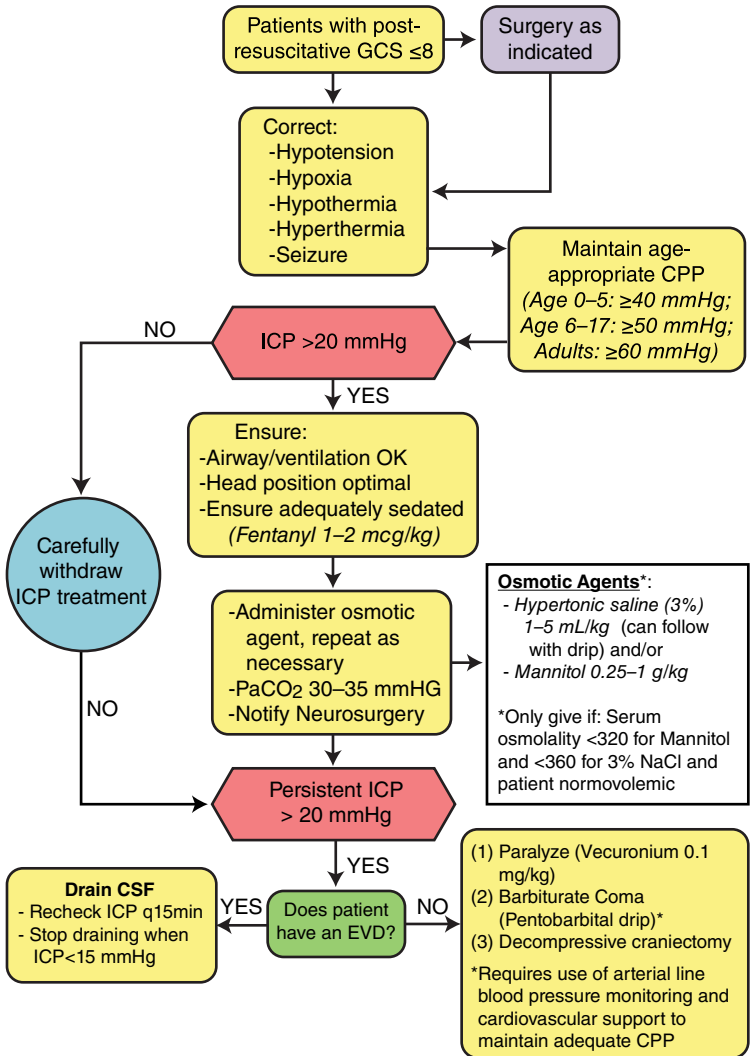 Patients with post-
resuscitative GCS ≤8
Surgery as
indicated
Correct:
-Hypotension
-Hypoxia
-Hypothermia
-Hyperthermia
-Seizure
Maintain age-
appropriate CPP
(Age 0–5: ≥40 mmHg;
Age 6–17: ≥50 mmHg;
Adults: ≥60 mmHg)
NO
ICP >20 mmHg
YES
Ensure:
-Airway/ventilation OK
-Head position optimal
-Ensure adequately sedated
(Fentanyl 1–2 mcg/kg)
Carefully
withdraw
ICP treatment
-Administer osmotic
agent, repeat as
necessary
-PaCO2 30–35 mmHG
-Notify Neurosurgery
Osmotic Agents*:
- Hypertonic saline (3%)
1–5 mL/kg (can follow
with drip) and/or
- Mannitol 0.25–1 g/kg
*Only give if: Serum
osmolality <320 for Mannitol
and <360 for 3% NaCl and
patient normovolemic
NO
Persistent ICP
> 20 mmHg
YES
Drain CSF
- Recheck ICP q15min
- Stop draining when
ICP<15 mmHg
YES
Does patient
have an EVD?
NO
(1) Paralyze (Vecuronium 0.1
mg/kg)
(2) Barbiturate Coma
(Pentobarbital drip)*
(3) Decompressive craniectomy
*Requires use of arterial line
blood pressure monitoring and
cardiovascular support to
maintain adequate CPP